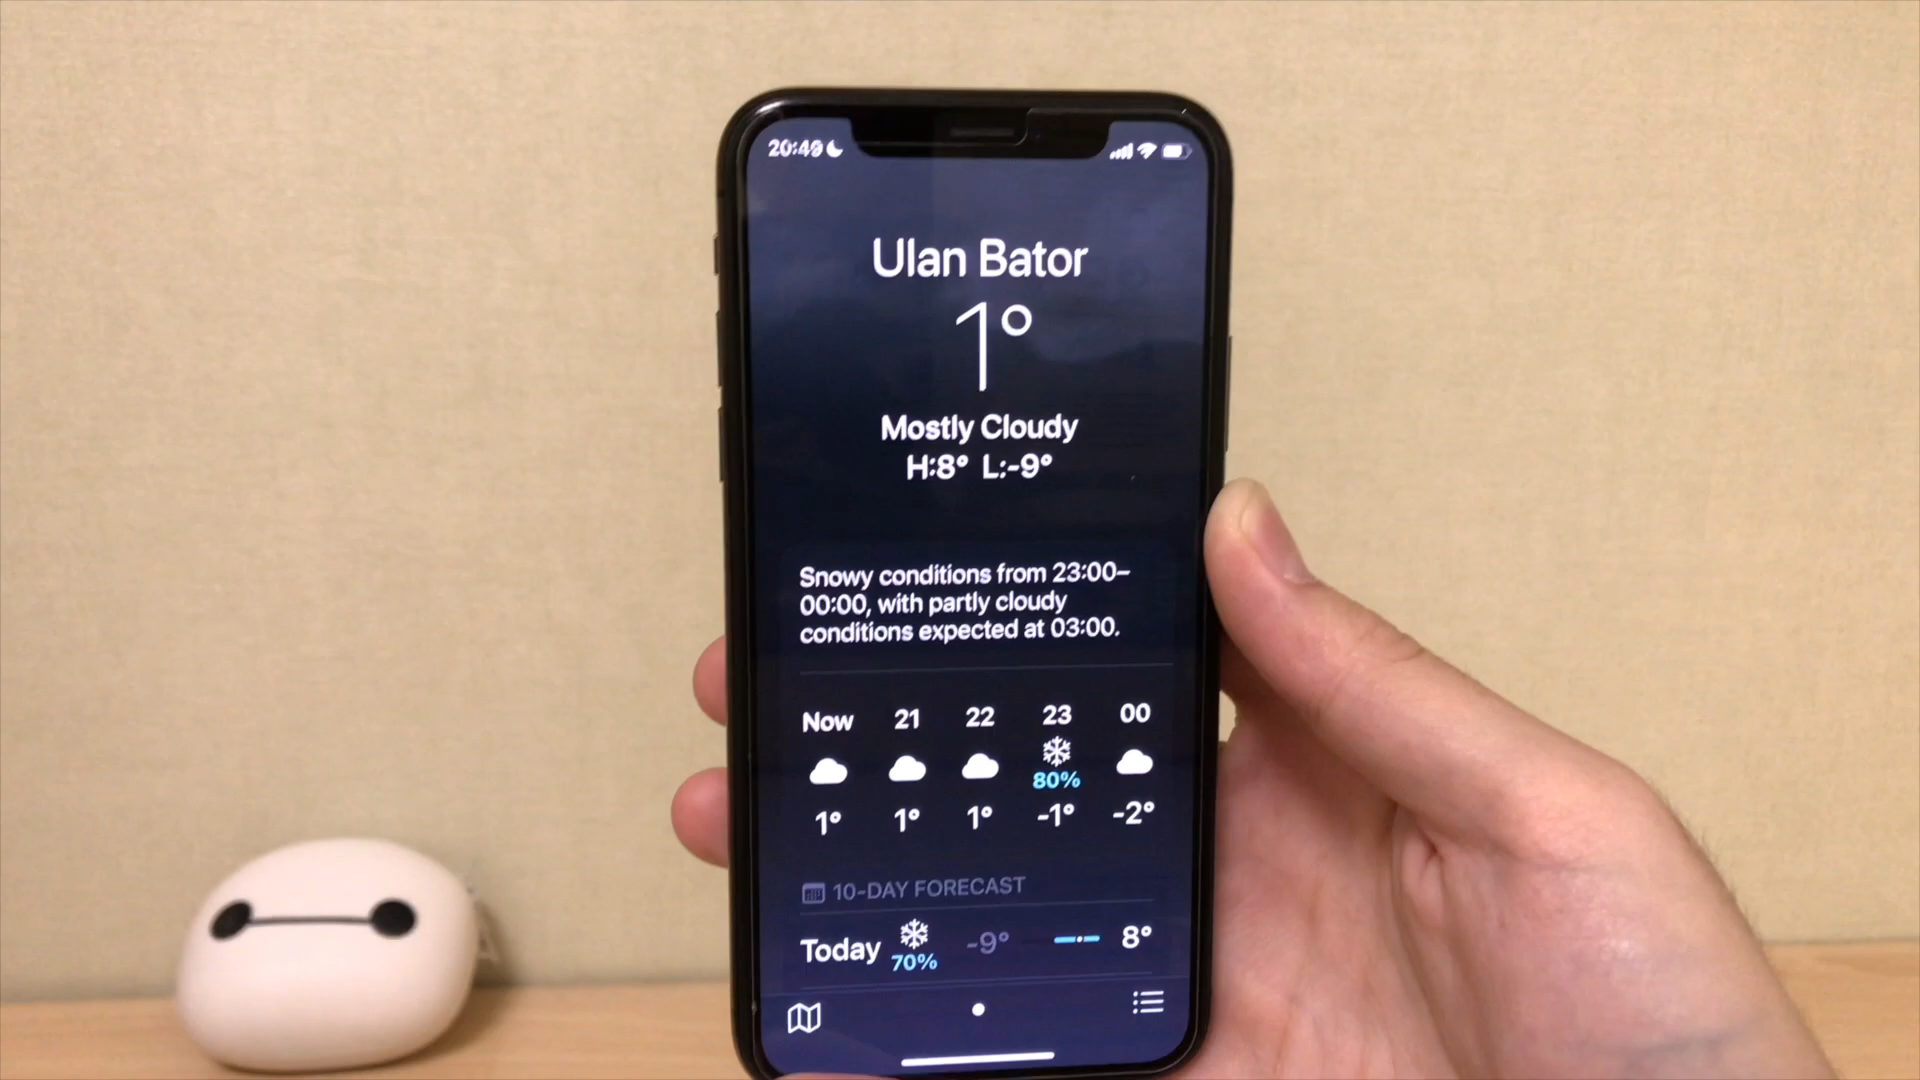 20:49
Ulan Bator
1°
Mostly Cloudy
H:8° L:-9°
Snowy conditions from 23:00–
00:00, with partly cloudy
conditions expected at 03:00.
Now 21 22 23 00
80%
1° 1° 1° -1° -2°
10-DAY FORECAST
Today 70% -9° 8°